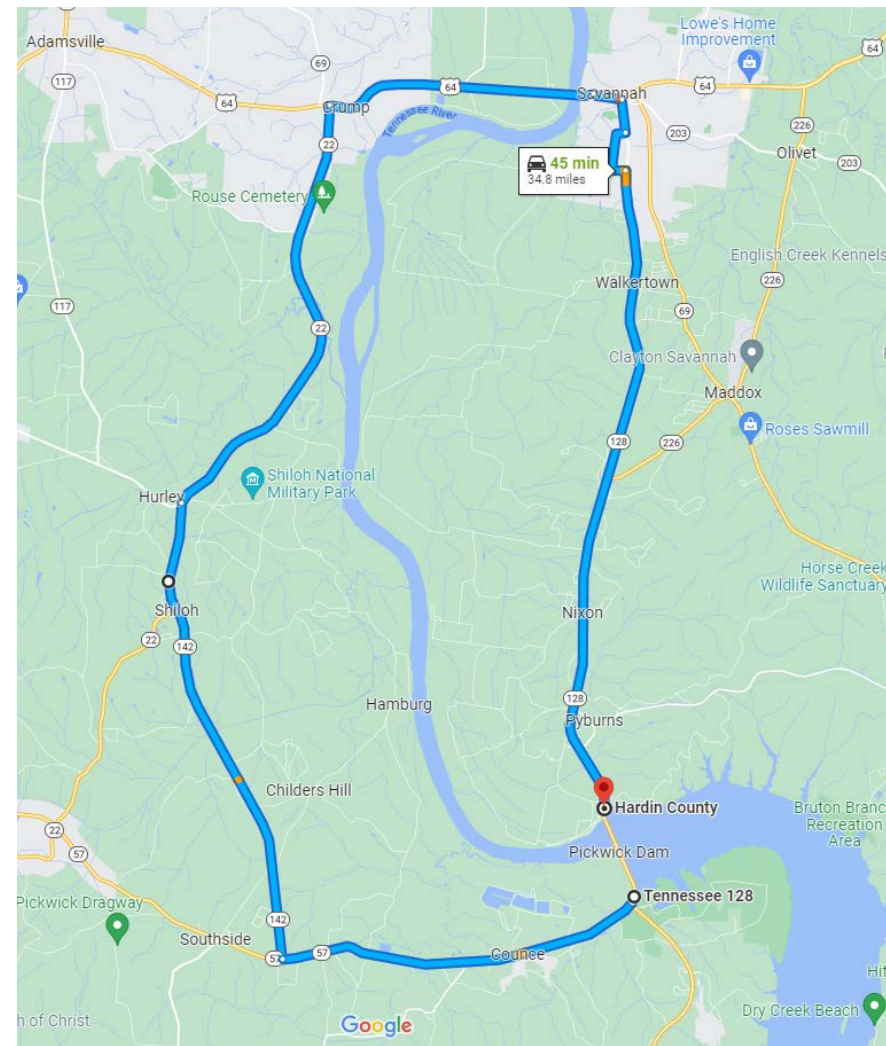 Lowe's Home
Improvement
Adamsville
69
64
117
64
Savannah
64
64
Crump
Tennessee River
203
226
22
45 min
34.8 miles
Olivet
203
Rouse Cemetery
English Creek Kennels
Walkertown
226
117
69
22
Clayton Savannah
Maddox
128
226
Roses Sawmill
Shiloh National
Military Park
Hurley
Horse Creek
Wildlife Sanctuary
Shiloh
Nixon
22
142
128
Hamburg
Pyburns
Childers Hill
Hardin County
Bruton Branc
Recreation
Area
22
Pickwick Dam
57
Tennessee 128
Pickwick Dragway
142
Southside
57
57
Counce
Hit
h of Christ
Google
Dry Creek Beach